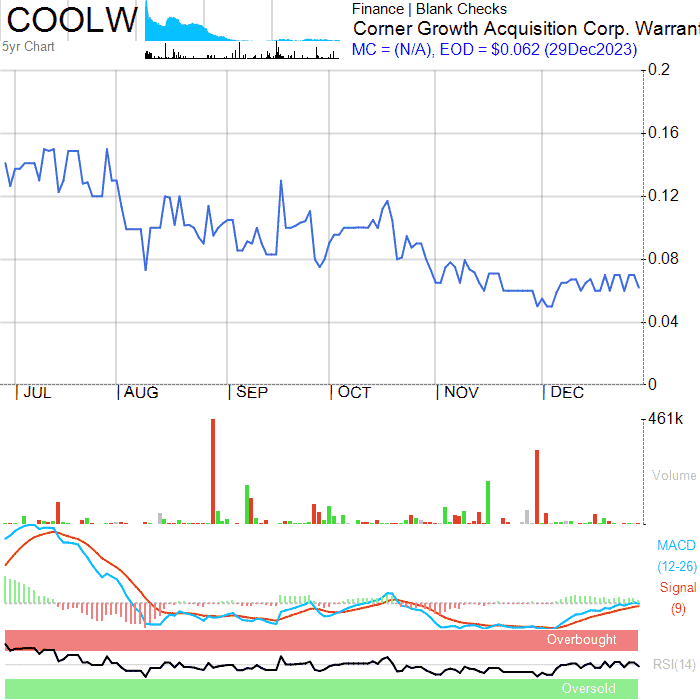 COOLW
5yr Chart
Finance | Blank Checks
Corner Growth Acquisition Corp. Warrant
MC = (N/A), EOD = $0.062 (29Dec2023)
0.2
0.16
0.12
0.08
0.04
0
JUL AUG SEP OCT NOV DEC
461k
Volume
MACD
(12-26)
Signal
(9)
Overbought
RSI(14)
Oversold